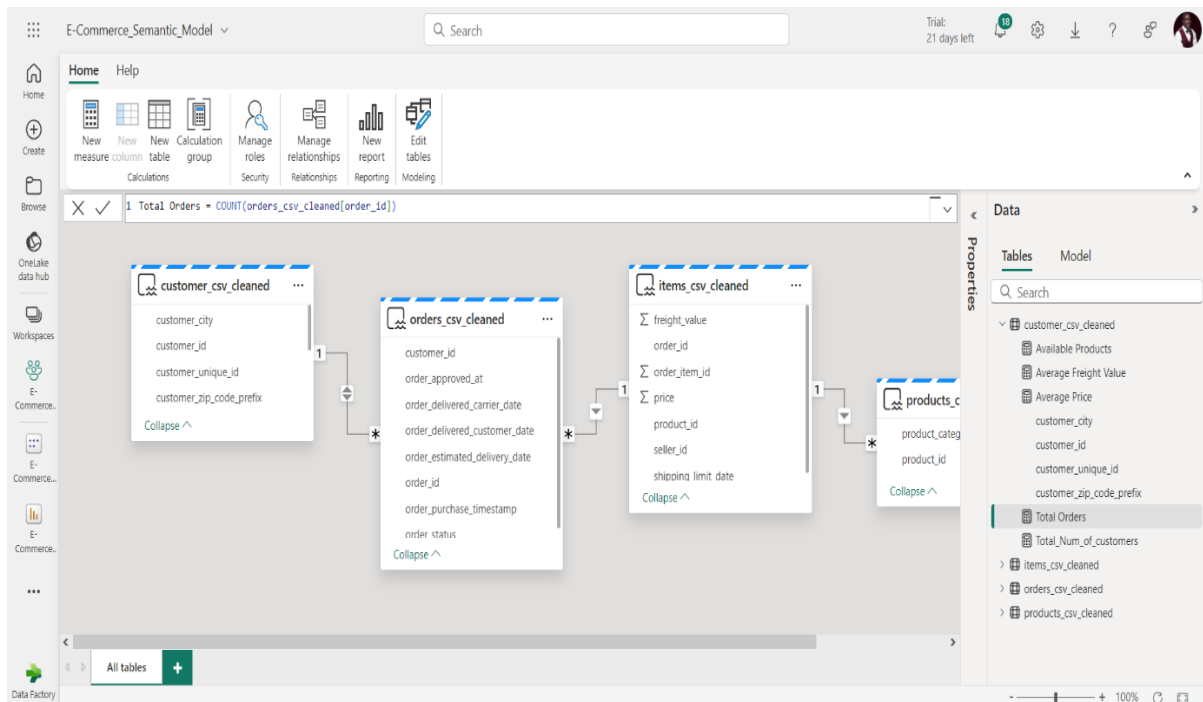 E-Commerce_Semantic_Model
Search
Trial:
21 days left
18
Home
Help
Home
Create
Browse
OneLake
data hub
Workspaces
E-
Commerce..
E-
Commerce...
E-
Commerce..
Data Factory
New
measure
New
column
New
table
Calculation
group
Calculations
Manage
roles
Security
Manage
relationships
Relationships
New
report
Reporting
Edit
tables
Modeling
1 Total Orders = COUNT(orders_csv_cleaned[order_id])
customer_csv_cleaned
customer_city
customer_id
customer_unique_id
customer_zip_code_prefix
Collapse
1
*
orders_csv_cleaned
customer_id
order_approved_at
order_delivered_carrier_date
order_delivered_customer_date
order_estimated_delivery_date
order_id
order_purchase_timestamp
order_status
Collapse
*
1
items_csv_cleaned
freight_value
order_id
order_item_id
price
product_id
seller_id
shipping_limit_date
Collapse
1
*
products_c
product_categ
product_id
Collapse
Properties
Data
Tables
Model
Search
customer_csv_cleaned
Available Products
Average Freight Value
Average Price
customer_city
customer_id
customer_unique_id
customer_zip_code_prefix
Total Orders
Total_Num_of_customers
items_csv_cleaned
orders_csv_cleaned
products_csv_cleaned
All tables
100%